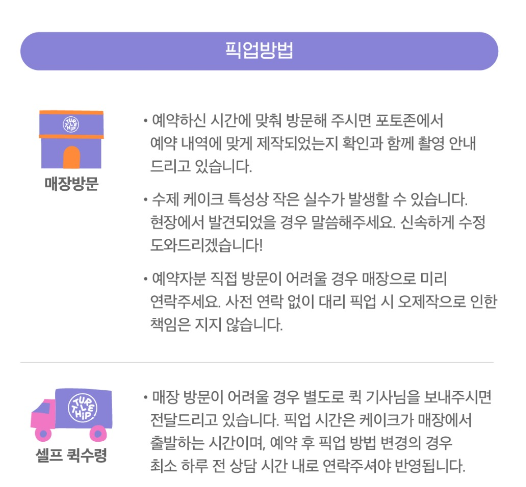 픽업방법
• 예약하신 시간에 맞춰 방문해 주시면 포토존에서
예약 내역에 맞게 제작되었는지 확인과 함께 촬영 안내
드리고 있습니다.
매장방문
• 수제 케이크 특성상 작은 실수가 발생할 수 있습니다.
현장에서 발견되었을 경우 말씀해주세요. 신속하게 수정
도와드리겠습니다!
• 예약자분 직접 방문이 어려울 경우 매장으로 미리
연락주세요. 사전 연락 없이 대리 픽업 시 오제작으로 인한
책임은 지지 않습니다.
• 매장 방문이 어려울 경우 별도로 퀵 기사님을 보내주시면
전달드리고 있습니다. 픽업 시간은 케이크가 매장에서
출발하는 시간이며, 예약 후 픽업 방법 변경의 경우
최소 하루 전 상담 시간 내로 연락주셔야 반영됩니다.
셀프 퀵수령